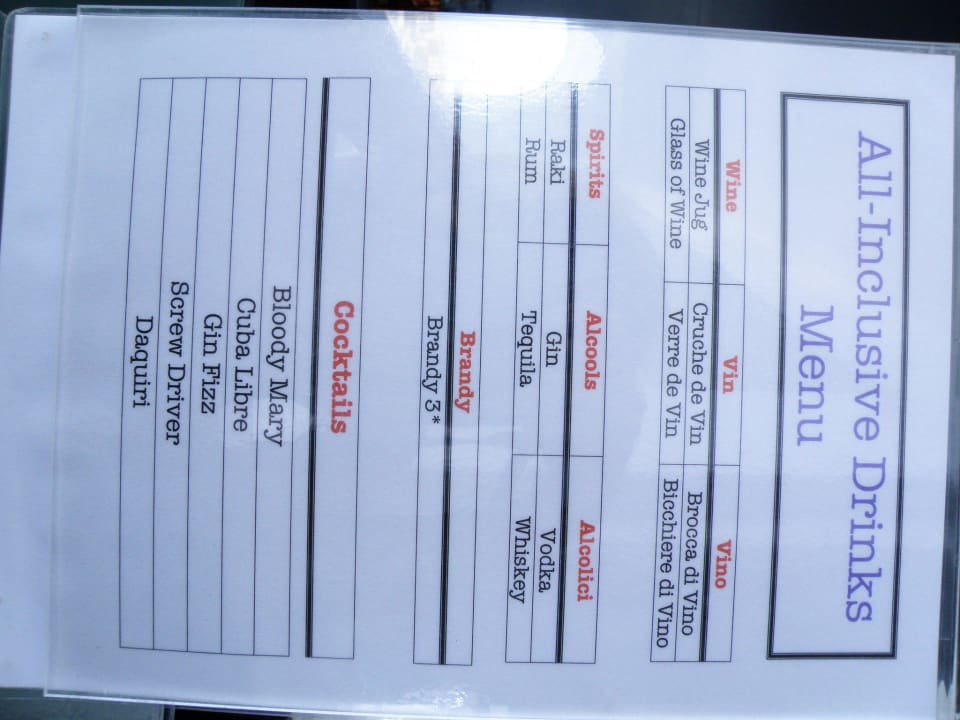 All-Inclusive Drinks
Menu
Wine Vin Vino
Wine Jug Cruche de Vin Brocca di Vino
Glass of Wine Verre de Vin Bicchiere di Vino
Spirits Alcools Alcolici
Raki Gin Vodka
Rum Tequila Whiskey
Brandy
Brandy 3*
Cocktails
Bloody Mary
Cuba Libre
Gin Fizz
Screw Driver
Daquiri